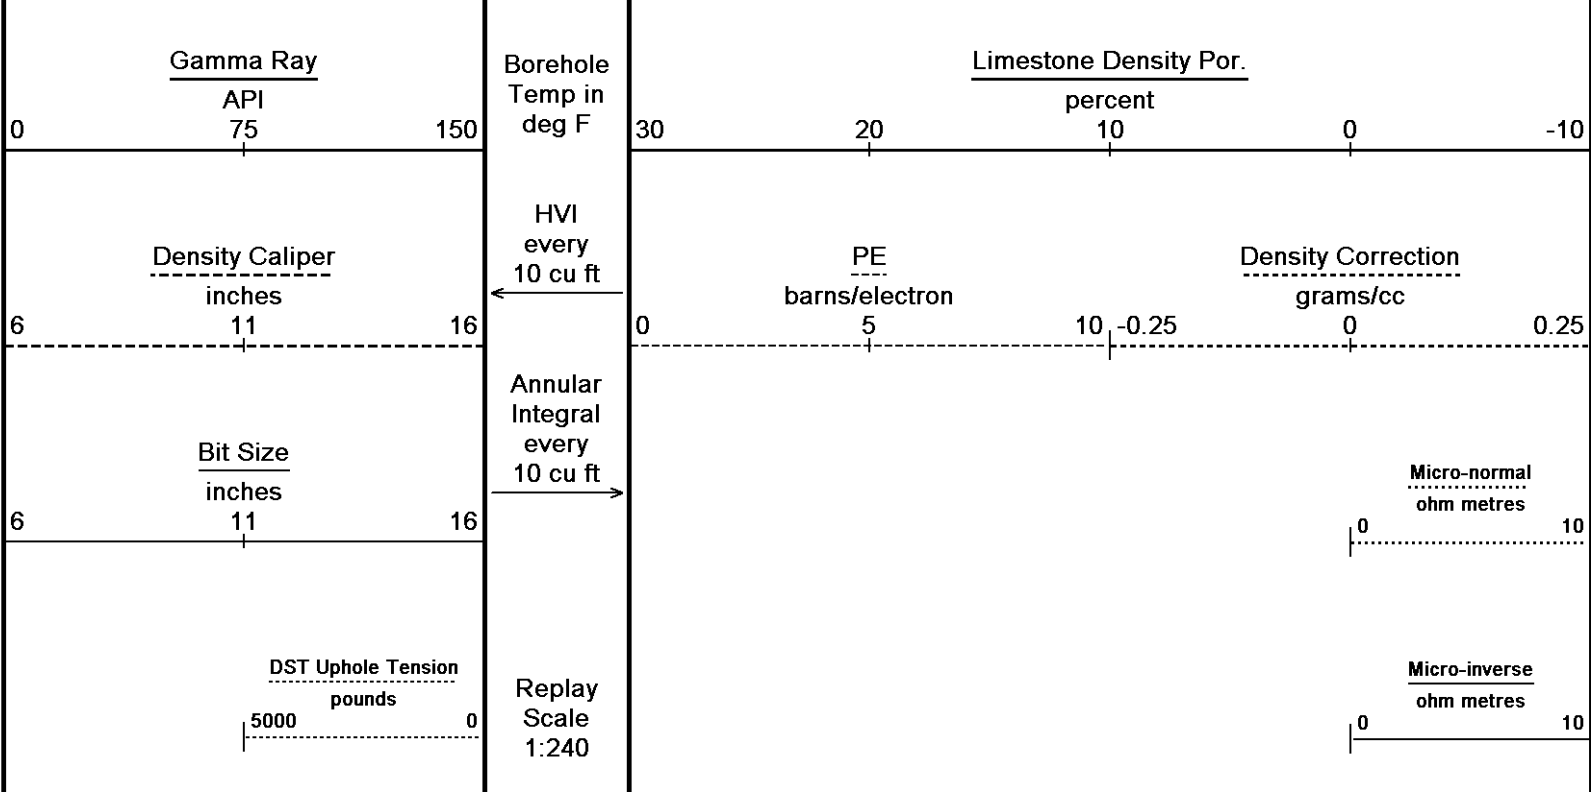 Gamma Ray
API
0 75 150
Density Caliper
inches
6 11 16
Bit Size
inches
6 11 16
DST Uphole Tension
pounds
5000 0
Borehole
Temp in
deg F
HVI
every
10 cu ft
Annular
Integral
every
10 cu ft
Replay
Scale
1:240
Limestone Density Por.
percent
30 20 10 0 -10
PE
barns/electron
0 5 10
Density Correction
grams/cc
-0.25 0 0.25
Micro-normal
ohm metres
0 10
Micro-inverse
ohm metres
0 10